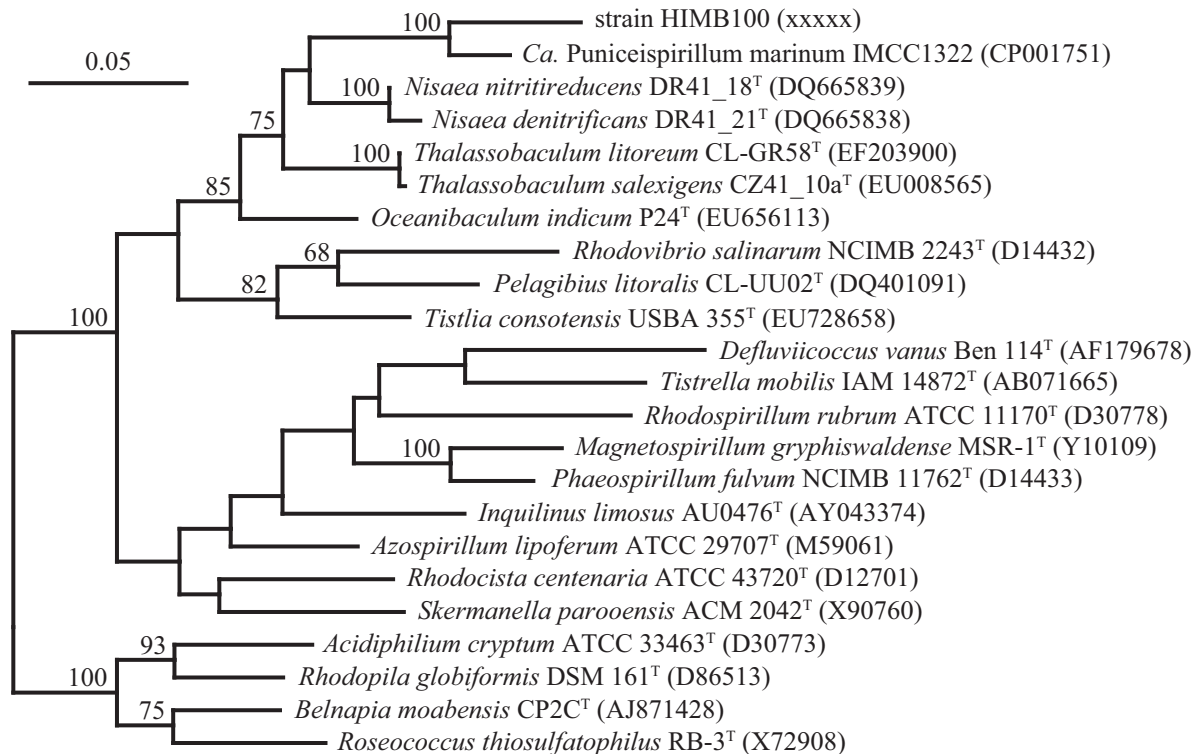 100 strain HIMB100 (xxxxx)
Ca. Puniceispirillum marinum IMCC1322 (CP001751)
0.05
100 Nisaea nitritireducens DR41_18ᵀ (DQ665839)
Nisaea denitrificans DR41_21ᵀ (DQ665838)
75
100 Thalassobaculum litoreum CL-GR58ᵀ (EF203900)
Thalassobaculum salexigens CZ41_10aᵀ (EU008565)
85
Oceanibaculum indicum P24ᵀ (EU656113)
68 Rhodovibrio salinarum NCIMB 2243ᵀ (D14432)
82 Pelagibius litoralis CL-UU02ᵀ (DQ401091)
Tistlia consotensis USBA 355ᵀ (EU728658)
100
Defluviicoccus vanus Ben 114ᵀ (AF179678)
Tistrella mobilis IAM 14872ᵀ (AB071665)
Rhodospirillum rubrum ATCC 11170ᵀ (D30778)
100 Magnetospirillum gryphiswaldense MSR-1ᵀ (Y10109)
Phaeospirillum fulvum NCIMB 11762ᵀ (D14433)
Inquilinus limosus AU0476ᵀ (AY043374)
Azospirillum lipoferum ATCC 29707ᵀ (M59061)
Rhodocista centenaria ATCC 43720ᵀ (D12701)
Skermanella parooensis ACM 2042ᵀ (X90760)
93 Acidiphilium cryptum ATCC 33463ᵀ (D30773)
100 Rhodopila globiformis DSM 161ᵀ (D86513)
75 Belnapia moabensis CP2Cᵀ (AJ871428)
Roseococcus thiosulfatophilus RB-3ᵀ (X72908)